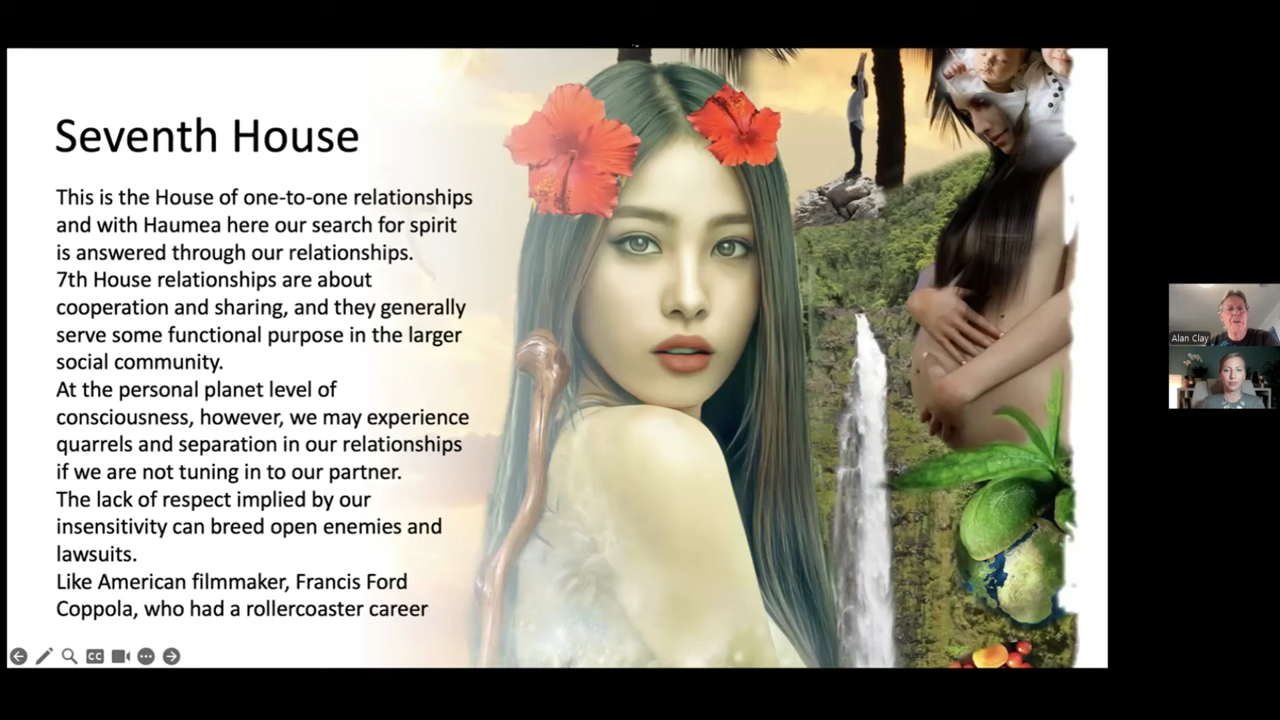 Seventh House
This is the House of one-to-one relationships
and with Haumea here our search for spirit
is answered through our relationships.
7th House relationships are about
cooperation and sharing, and they generally
serve some functional purpose in the larger
social community.
At the personal planet level of
consciousness, however, we may experience
quarrels and separation in our relationships
if we are not tuning in to our partner.
The lack of respect implied by our
insensitivity can breed open enemies and
lawsuits.
Like American filmmaker, Francis Ford
Coppola, who had a rollercoaster career
CC
Alan Clay